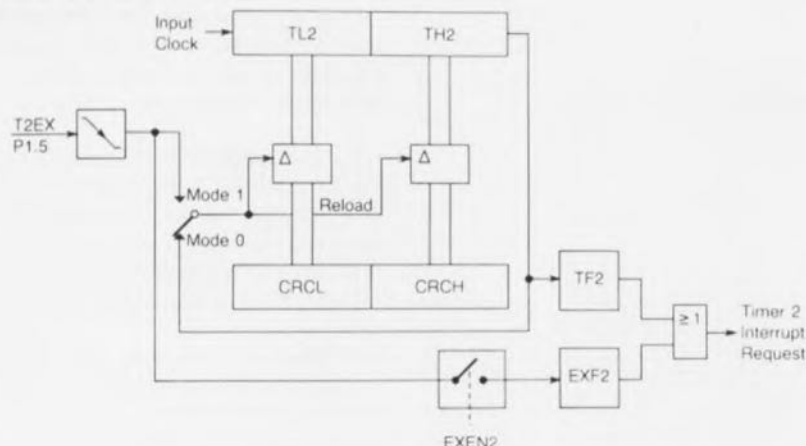 Input
Clock
TL2
TH2
T2EX
P1.5
Δ
Δ
Mode 1
Reload
Mode 0
CRCL
CRCH
TF2
≥ 1
Timer 2
Interrupt
Request
EXF2
EXEN2